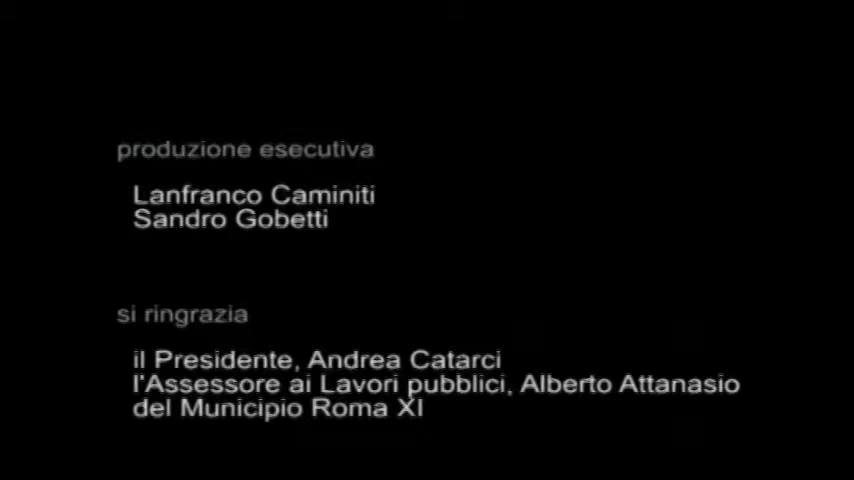 produzione esecutiva
Lanfranco Caminiti
Sandro Gobetti
si ringrazia
il Presidente, Andrea Catarci
l'Assessore ai Lavori pubblici, Alberto Attanasio
del Municipio Roma XI